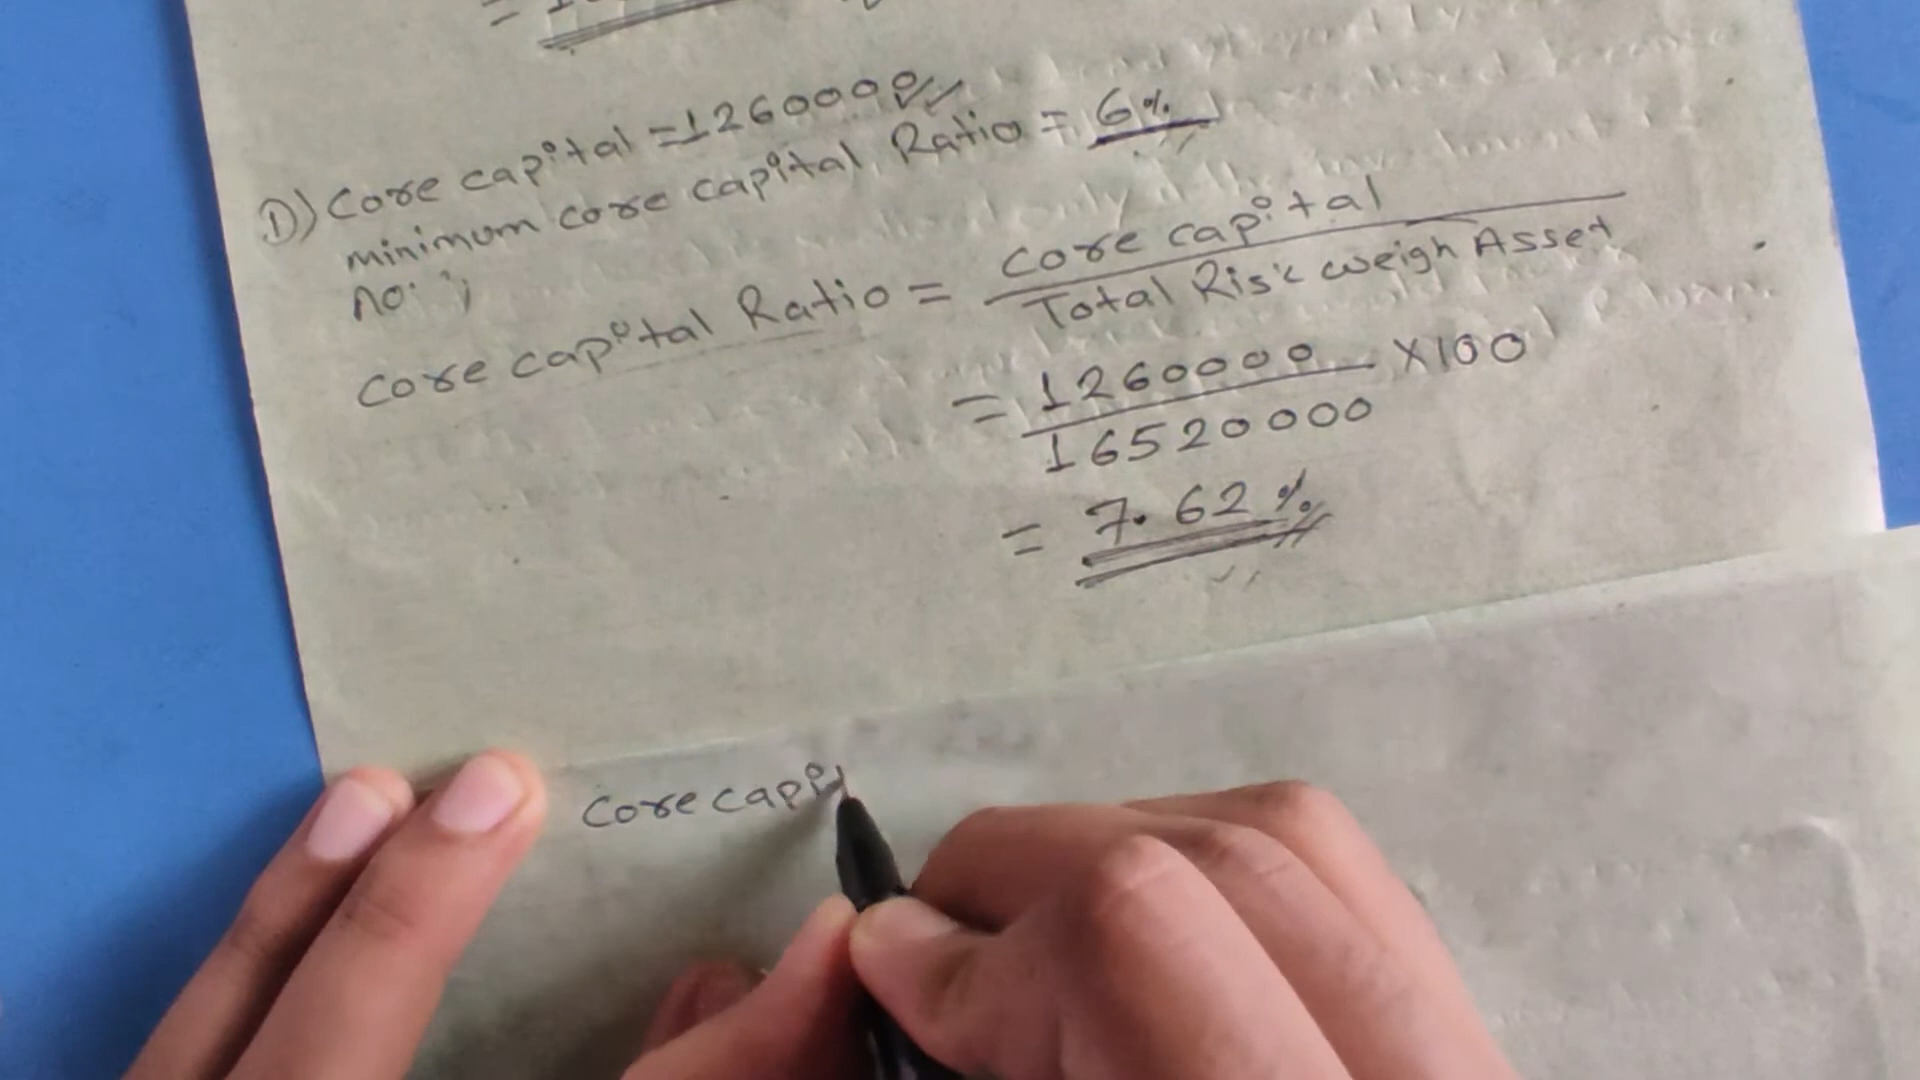 D) Core capital = 1260000
minimum core capital Ratio = 6%
no. ;
core capital Ratio = core capital
Total Risk weigh Asset
= 1260000 X100
16520000
= 7.62%
Core capi